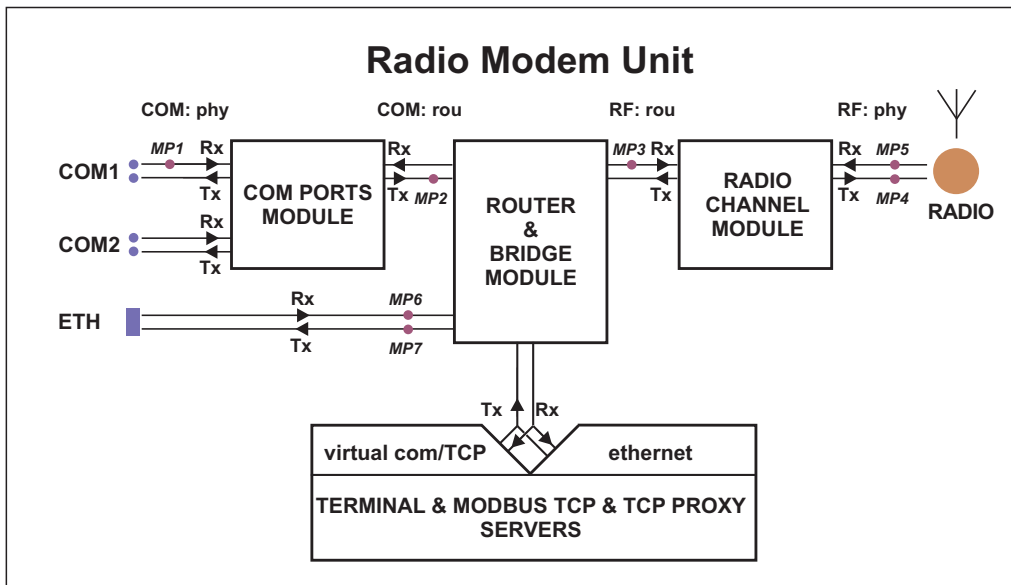 Radio Modem Unit
COM: phy
COM: rou
RF: rou
RF: phy
MP1
Rx
Rx
MP3
Rx
Rx
MP5
COM1
Tx
COM PORTS
MODULE
Tx
MP2
ROUTER
&
BRIDGE
MODULE
Tx
RADIO
CHANNEL
MODULE
Tx
MP4
RADIO
COM2
Rx
Tx
ETH
Rx
MP6
Tx
MP7
Tx
Rx
virtual com/TCP
ethernet
TERMINAL & MODBUS TCP & TCP PROXY
SERVERS